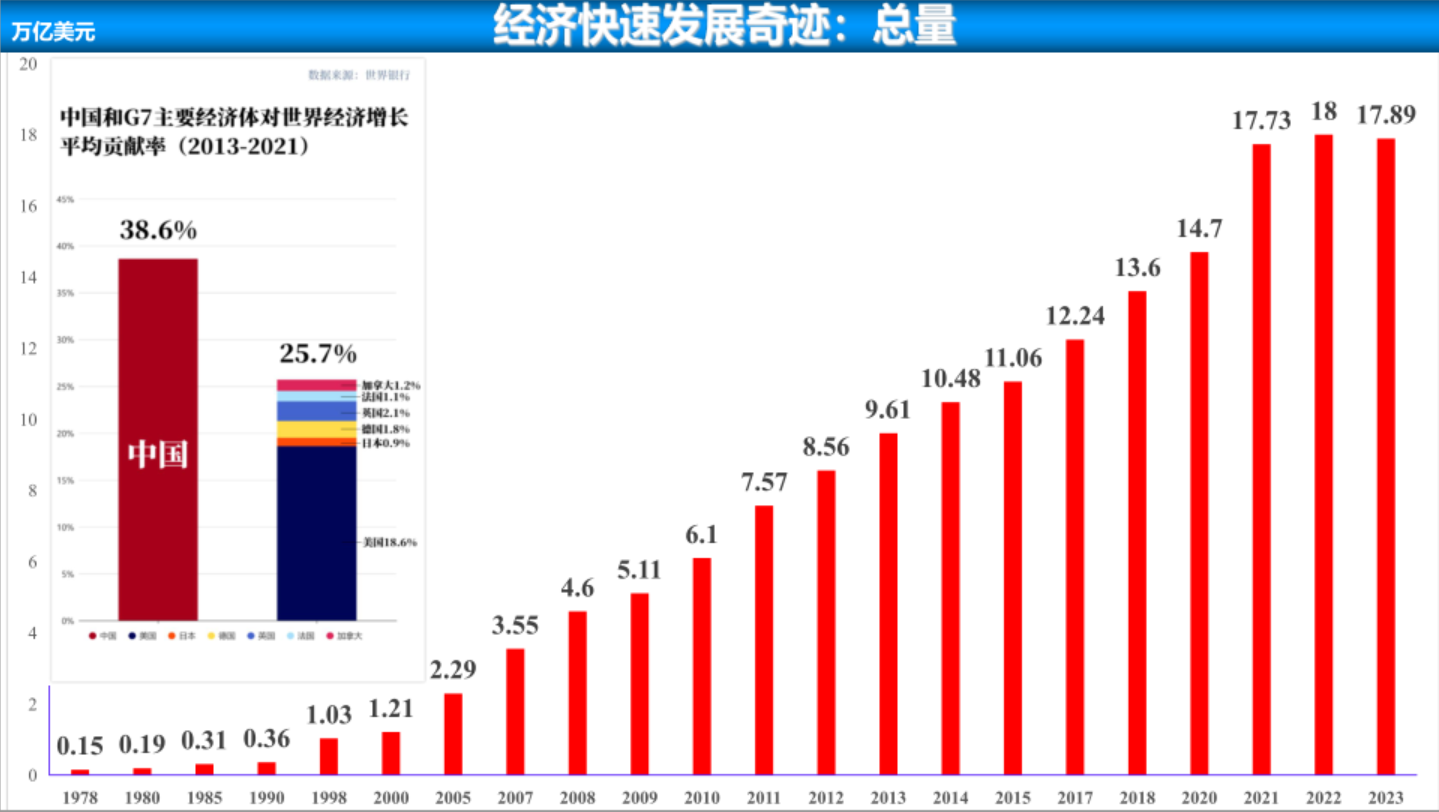 万亿美元
经济快速发展奇迹：总量
数据来源：世界银行
中国和G7主要经济体对世界经济增长
平均贡献率（2013-2021）
45%
40%
35%
30%
25%
20%
15%
10%
5%
0%
38.6%
中国
25.7%
加拿大1.2%
法国1.1%
英国2.1%
德国1.8%
日本0.9%
美国18.6%
中国 美国 日本 德国 英国 法国 加拿大
20
18
16
14
12
10
8
6
4
2
0
0.15 0.19 0.31 0.36 1.03 1.21 2.29 3.55 4.6 5.11 6.1 7.57 8.56 9.61 10.48 11.06 12.24 13.6 14.7 17.73 18 17.89
1978 1980 1985 1990 1998 2000 2005 2007 2008 2009 2010 2011 2012 2013 2014 2015 2017 2018 2020 2021 2022 2023